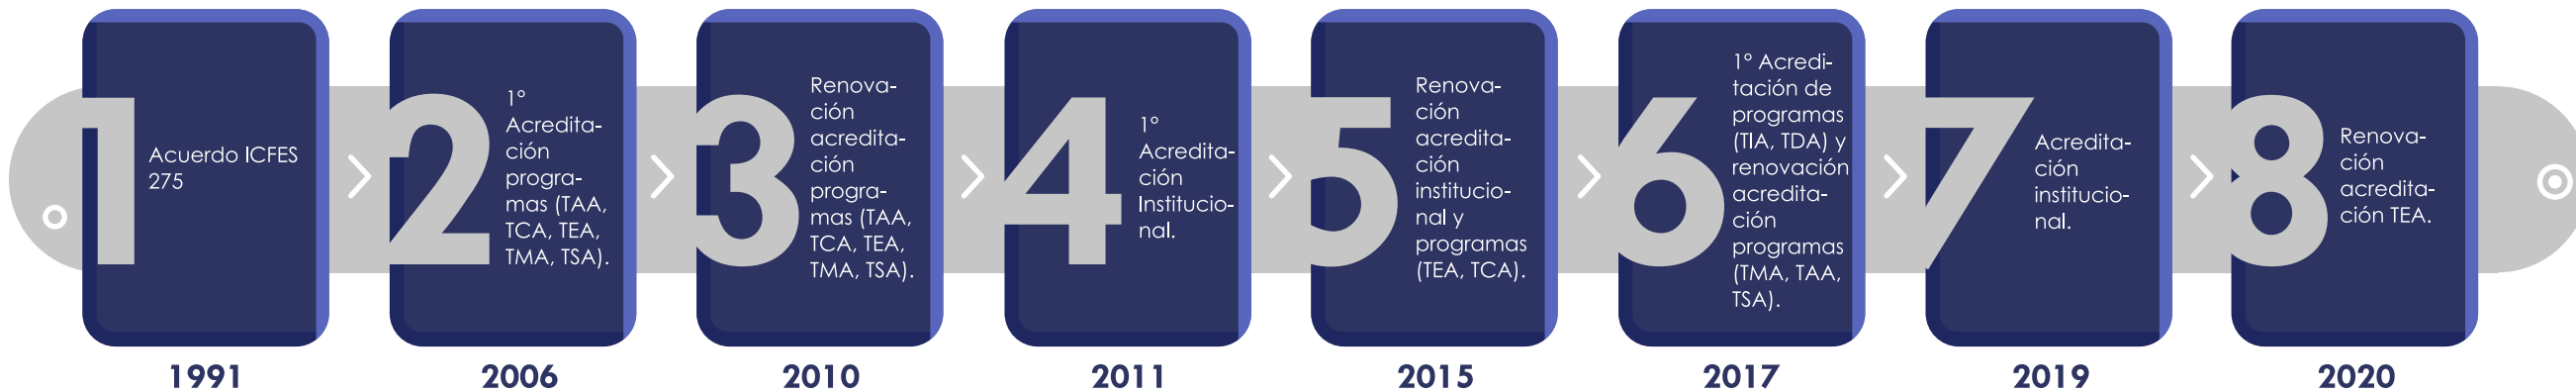 1
Acuerdo ICFES
275
1991
2
1°
Acredita-
ción
progra-
mas (TAA,
TCA, TEA,
TMA, TSA).
2006
3
Renova-
ción
acredita-
ción
progra-
mas (TAA,
TCA, TEA,
TMA, TSA).
2010
4
1°
Acredita-
ción
Institucio-
nal.
2011
5
Renova-
ción
acredita-
ción
institucio-
nal y
programas
(TEA, TCA).
2015
6
1° Acredi-
tación de
programas
(TIA, TDA) y
renovación
acredita-
ción
programas
(TMA, TAA,
TSA).
2017
7
Acredita-
ción
institucio-
nal.
2019
8
Renova-
ción
acredita-
ción TEA.
2020